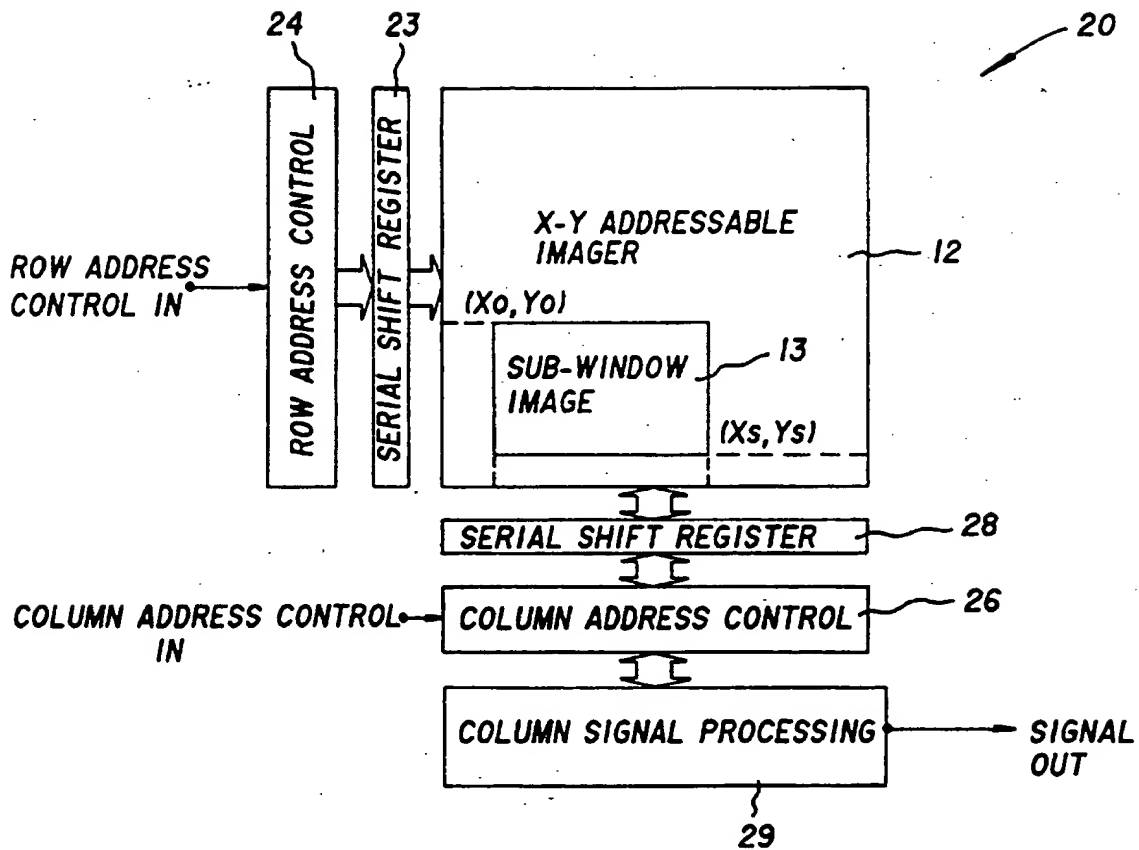 24
23
20
ROW ADDRESS CONTROL
SERIAL SHIFT REGISTER
X-Y ADDRESSABLE
IMAGER
12
ROW ADDRESS
CONTROL IN
(Xo, Yo)
SUB-WINDOW
IMAGE
13
(Xs, Ys)
SERIAL SHIFT REGISTER
28
COLUMN ADDRESS CONTROL
IN
COLUMN ADDRESS CONTROL
26
COLUMN SIGNAL PROCESSING
SIGNAL
OUT
29